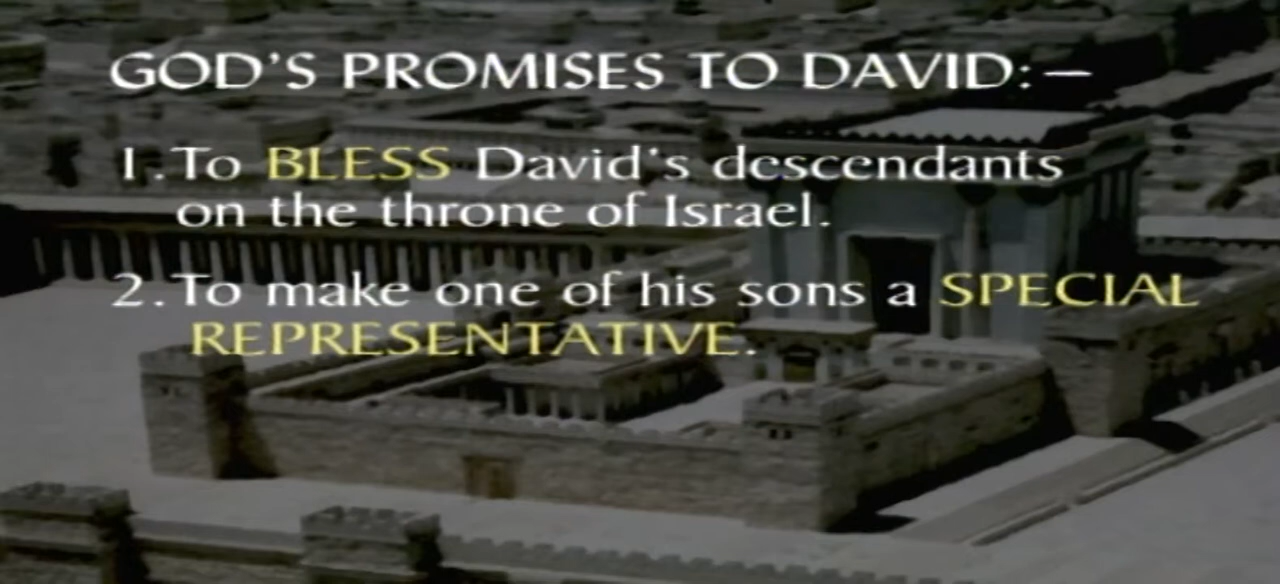 GOD'S PROMISES TO DAVID:—
1. To BLESS David's descendants
on the throne of Israel.
2. To make one of his sons a SPECIAL
REPRESENTATIVE.